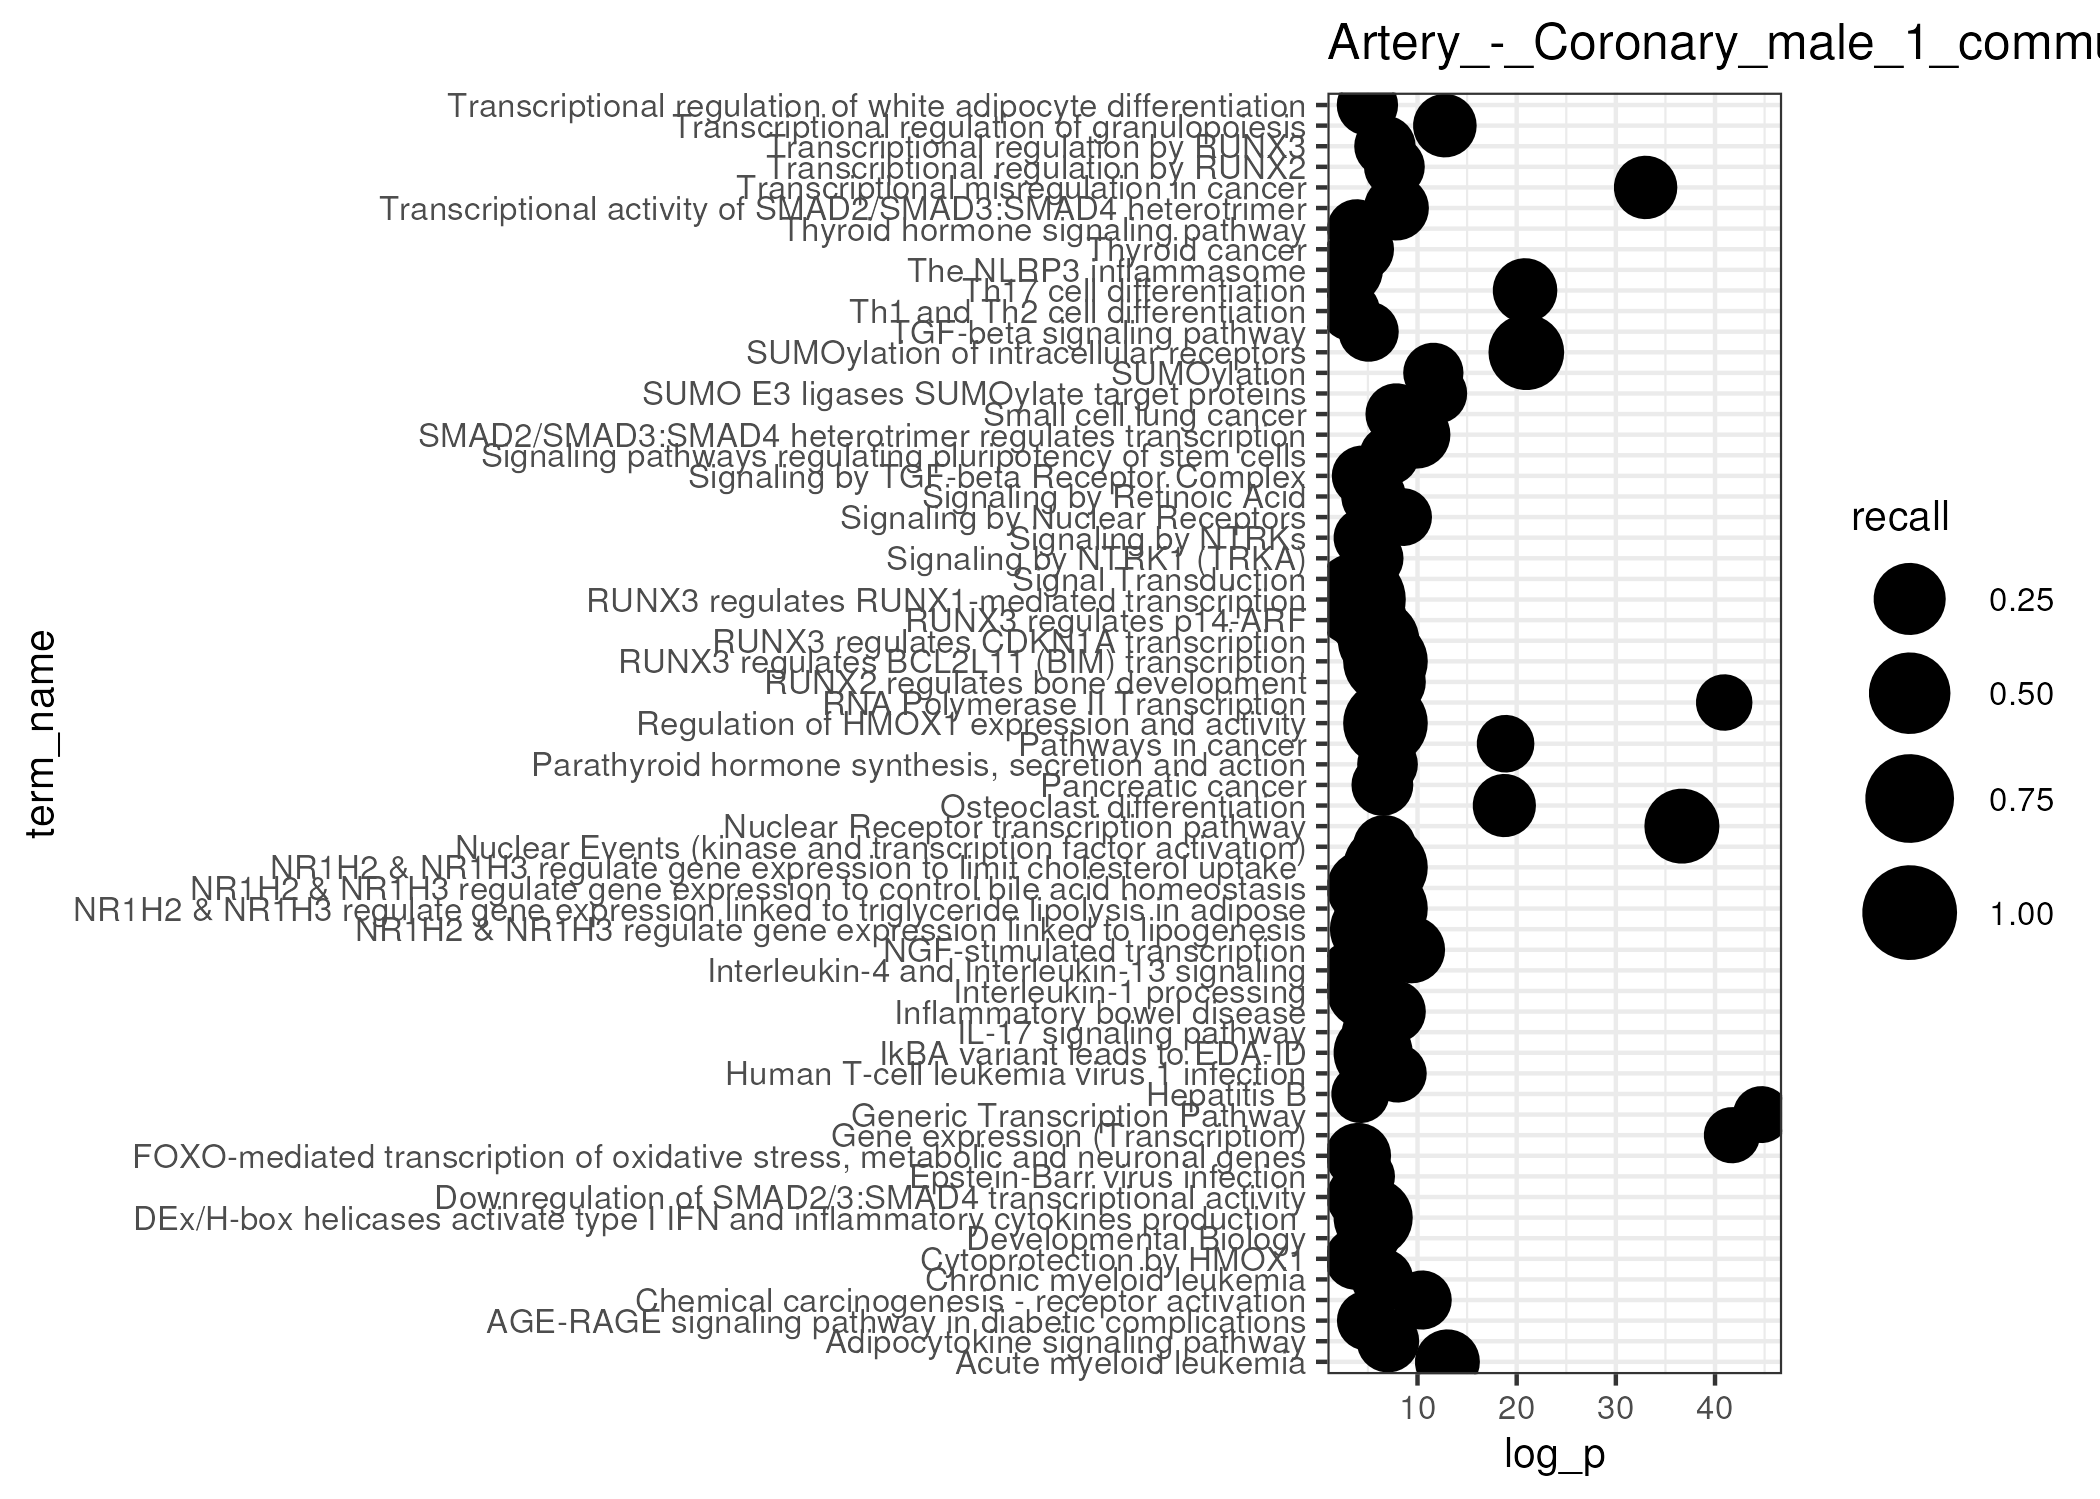 Artery_-_Coronary_male_1_comm
Transcriptional regulation of white adipocyte differentiation
Transcriptional regulation of granulopoiesis
Transcriptional regulation by RUNX3
Transcriptional regulation by RUNX2
Transcriptional misregulation in cancer
Transcriptional activity of SMAD2/SMAD3:SMAD4 heterotrimer
Thyroid hormone signaling pathway
Thyroid cancer
The NLRP3 inflammasome
Th17 cell differentiation
Th1 and Th2 cell differentiation
TGF-beta signaling pathway
SUMOylation of intracellular receptors
SUMOylation
SUMO E3 ligases SUMOylate target proteins
Small cell lung cancer
SMAD2/SMAD3:SMAD4 heterotrimer regulates transcription
Signaling pathways regulating pluripotency of stem cells
Signaling by TGF-beta Receptor Complex
Signaling by Retinoic Acid
Signaling by Nuclear Receptors
Signaling by NTRKs
Signaling by NTRK1 (TRKA)
Signal Transduction
RUNX3 regulates RUNX1-mediated transcription
RUNX3 regulates p14-ARF
RUNX3 regulates CDKN1A transcription
RUNX3 regulates BCL2L11 (BIM) transcription
RUNX2 regulates bone development
RNA Polymerase II Transcription
Regulation of HMOX1 expression and activity
Pathways in cancer
Parathyroid hormone synthesis, secretion and action
Pancreatic cancer
Osteoclast differentiation
Nuclear Receptor transcription pathway
Nuclear Events (kinase and transcription factor activation)
NR1H2 & NR1H3 regulate gene expression to limit cholesterol uptake
NR1H2 & NR1H3 regulate gene expression to control bile acid homeostasis
NR1H2 & NR1H3 regulate gene expression linked to triglyceride lipolysis in adipose
NR1H2 & NR1H3 regulate gene expression linked to lipogenesis
NGF-stimulated transcription
Interleukin-4 and Interleukin-13 signaling
Interleukin-1 processing
Inflammatory bowel disease
IL-17 signaling pathway
IkBA variant leads to EDA-ID
Human T-cell leukemia virus 1 infection
Hepatitis B
Generic Transcription Pathway
Gene expression (Transcription)
FOXO-mediated transcription of oxidative stress, metabolic and neuronal genes
Epstein-Barr virus infection
Downregulation of SMAD2/3:SMAD4 transcriptional activity
DEx/H-box helicases activate type I IFN and inflammatory cytokines production
Developmental Biology
Cytoprotection by HMOX1
Chronic myeloid leukemia
Chemical carcinogenesis - receptor activation
AGE-RAGE signaling pathway in diabetic complications
Adipocytokine signaling pathway
Acute myeloid leukemia
term_name
10 20 30 40
log_p
recall
0.25
0.50
0.75
1.00